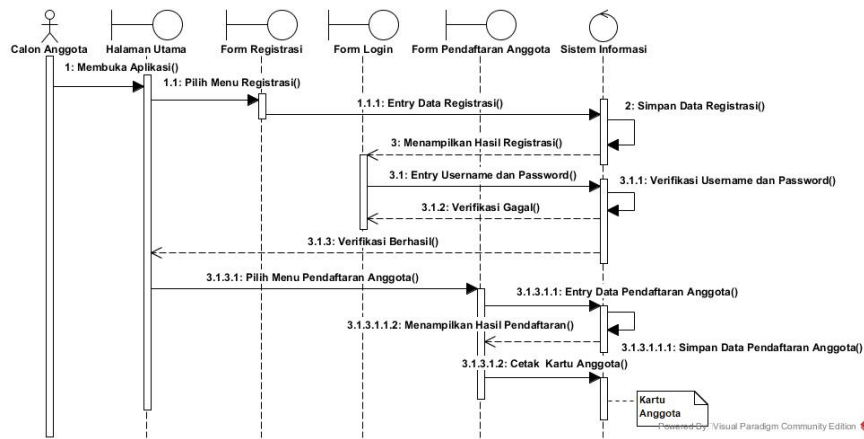 Calon Anggota
Halaman Utama
Form Registrasi
Form Login
Form Pendaftaran Anggota
Sistem Informasi
1: Membuka Aplikasi()
1.1: Pilih Menu Registrasi()
1.1.1: Entry Data Registrasi()
2: Simpan Data Registrasi()
3: Menampilkan Hasil Registrasi()
3.1: Entry Username dan Password()
3.1.1: Verifikasi Username dan Password()
3.1.2: Verifikasi Gagal()
3.1.3: Verifikasi Berhasil()
3.1.3.1: Pilih Menu Pendaftaran Anggota()
3.1.3.1.1: Entry Data Pendaftaran Anggota()
3.1.3.1.1.2: Menampilkan Hasil Pendaftaran()
3.1.3.1.1.1: Simpan Data Pendaftaran Anggota()
3.1.3.1.2: Cetak Kartu Anggota()
Kartu
Anggota
Powered By Visual Paradigm Community Edition